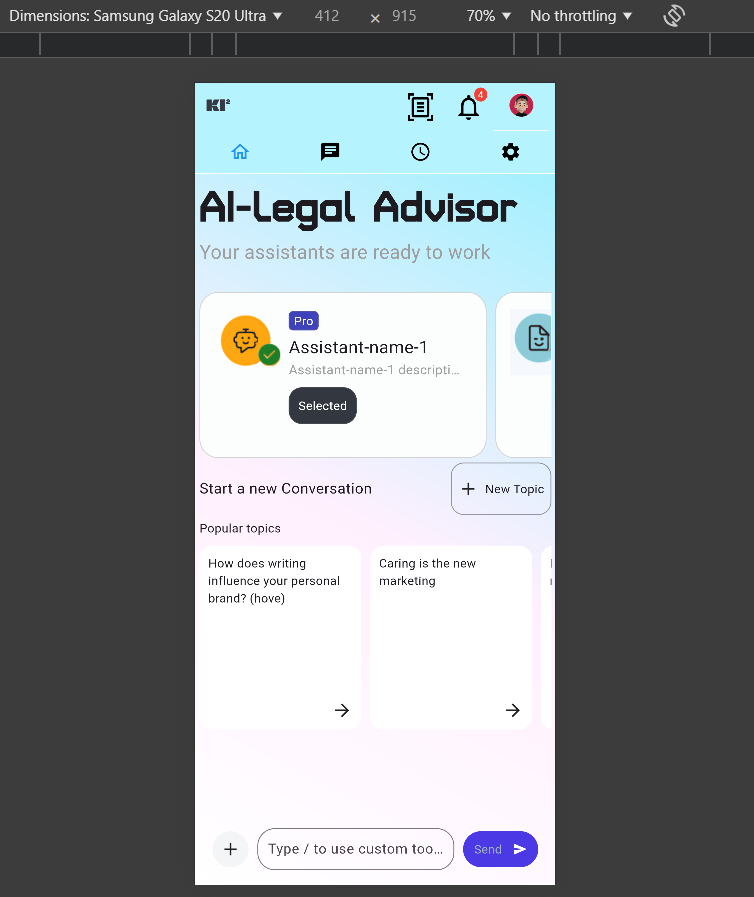 Dimensions: Samsung Galaxy S20 Ultra ▼ 412 × 915 70% ▼ No throttling ▼
KI²
4
AI-Legal Advisor
Your assistants are ready to work
Pro
Assistant-name-1
Assistant-name-1 descripti...
Selected
Start a new Conversation
+ New Topic
Popular topics
How does writing
influence your personal
brand? (hove)
Caring is the new
marketing
Type / to use custom too...
Send